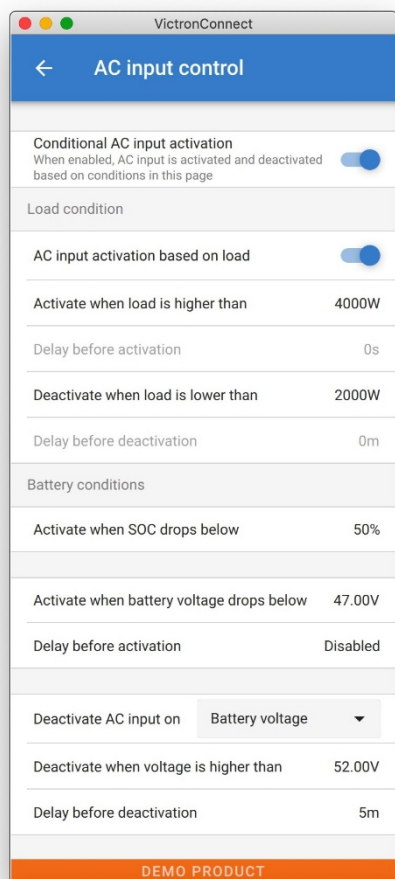 VictronConnect
AC input control
Conditional AC input activation
When enabled, AC input is activated and deactivated
based on conditions in this page
Load condition
AC input activation based on load
Activate when load is higher than 4000W
Delay before activation 0s
Deactivate when load is lower than 2000W
Delay before deactivation 0m
Battery conditions
Activate when SOC drops below 50%
Activate when battery voltage drops below 47.00V
Delay before activation Disabled
Deactivate AC input on Battery voltage
Deactivate when voltage is higher than 52.00V
Delay before deactivation 5m
DEMO PRODUCT